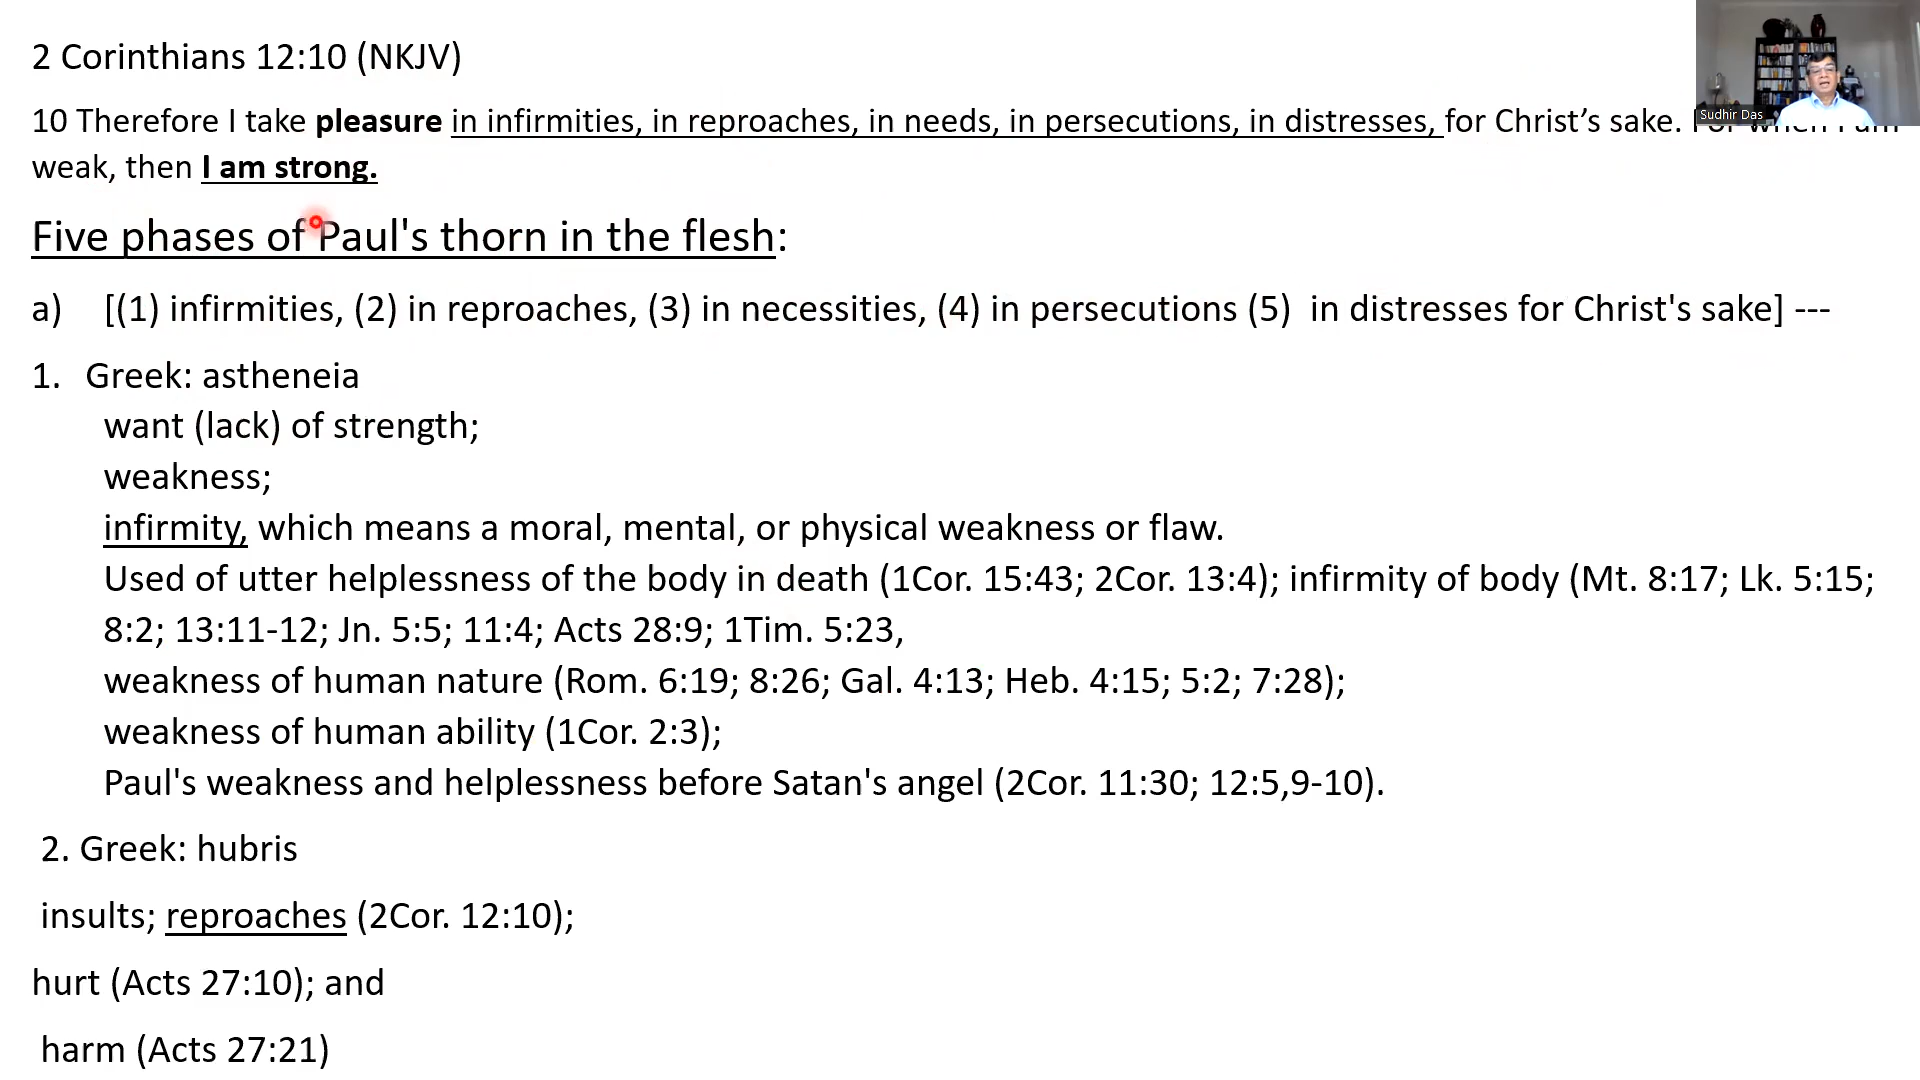 2 Corinthians 12:10 (NKJV)
Sudhir Das
10 Therefore I take pleasure in infirmities, in reproaches, in needs, in persecutions, in distresses, for Christ’s sake. For when I am
weak, then I am strong.
Five phases of Paul's thorn in the flesh:
a) [(1) infirmities, (2) in reproaches, (3) in necessities, (4) in persecutions (5)  in distresses for Christ's sake] ---
1. Greek: astheneia
want (lack) of strength;
weakness;
infirmity, which means a moral, mental, or physical weakness or flaw.
Used of utter helplessness of the body in death (1Cor. 15:43; 2Cor. 13:4); infirmity of body (Mt. 8:17; Lk. 5:15;
8:2; 13:11-12; Jn. 5:5; 11:4; Acts 28:9; 1Tim. 5:23,
weakness of human nature (Rom. 6:19; 8:26; Gal. 4:13; Heb. 4:15; 5:2; 7:28);
weakness of human ability (1Cor. 2:3);
Paul's weakness and helplessness before Satan's angel (2Cor. 11:30; 12:5,9-10).
2. Greek: hubris
insults; reproaches (2Cor. 12:10);
hurt (Acts 27:10); and
harm (Acts 27:21)